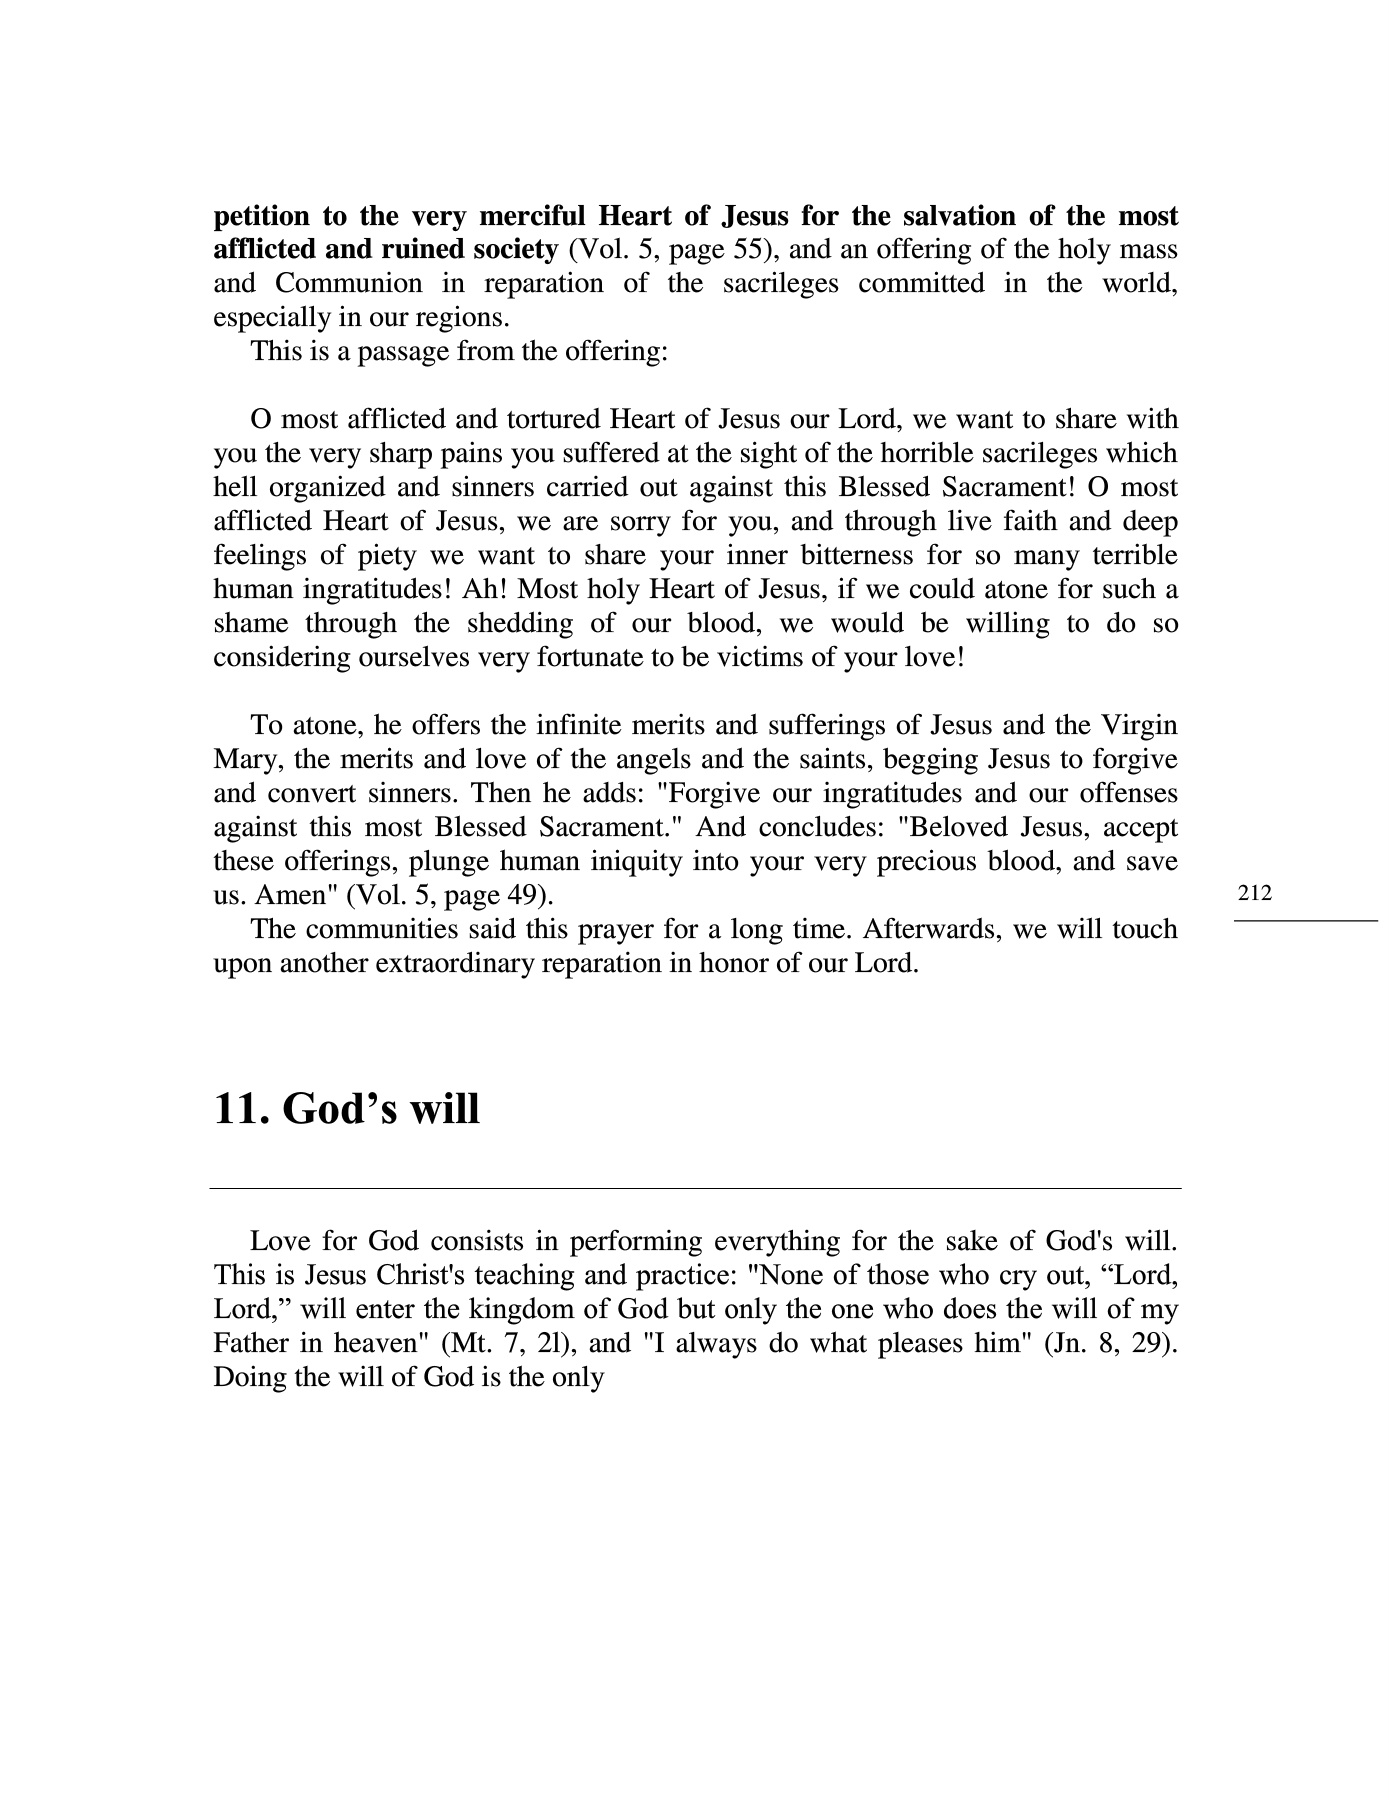 petition to the very merciful Heart of Jesus for the salvation of the most
afflicted and ruined society (Vol. 5, page 55), and an offering of the holy mass
and Communion in reparation of the sacrileges committed in the world,
especially in our regions.
This is a passage from the offering:
O most afflicted and tortured Heart of Jesus our Lord, we want to share with
you the very sharp pains you suffered at the sight of the horrible sacrileges which
hell organized and sinners carried out against this Blessed Sacrament! O most
afflicted Heart of Jesus, we are sorry for you, and through live faith and deep
feelings of piety we want to share your inner bitterness for so many terrible
human ingratitudes! Ah! Most holy Heart of Jesus, if we could atone for such a
shame through the shedding of our blood, we would be willing to do so
considering ourselves very fortunate to be victims of your love!
To atone, he offers the infinite merits and sufferings of Jesus and the Virgin
Mary, the merits and love of the angels and the saints, begging Jesus to forgive
and convert sinners. Then he adds: "Forgive our ingratitudes and our offenses
against this most Blessed Sacrament." And concludes: "Beloved Jesus, accept
these offerings, plunge human iniquity into your very precious blood, and save
us. Amen" (Vol. 5, page 49).
212
The communities said this prayer for a long time. Afterwards, we will touch
upon another extraordinary reparation in honor of our Lord.
11. God’s will
Love for God consists in performing everything for the sake of God's will.
This is Jesus Christ's teaching and practice: "None of those who cry out, “Lord,
Lord,” will enter the kingdom of God but only the one who does the will of my
Father in heaven" (Mt. 7, 2l), and "I always do what pleases him" (Jn. 8, 29).
Doing the will of God is the only